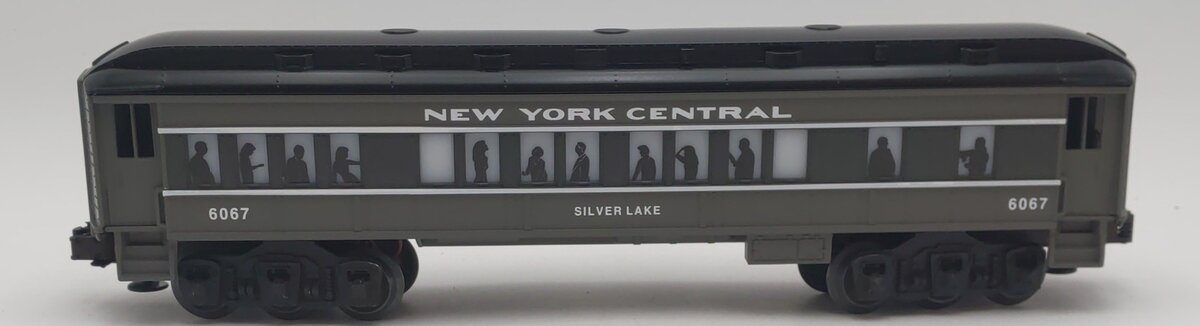 NEW YORK CENTRAL
6067
SILVER LAKE
6067